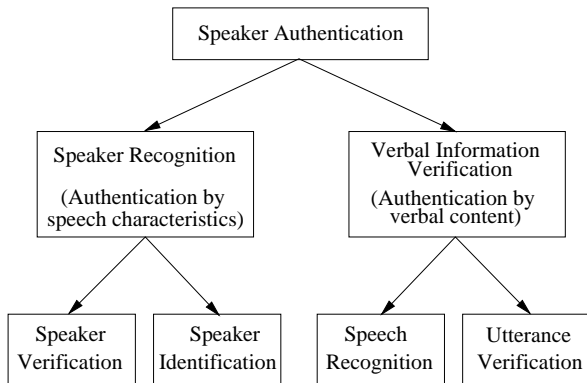 Speaker Authentication
Speaker Recognition
(Authentication by
speech characteristics)
Verbal Information
Verification
(Authentication by
verbal content)
Speaker
Verification
Speaker
Identification
Speech
Recognition
Utterance
Verification